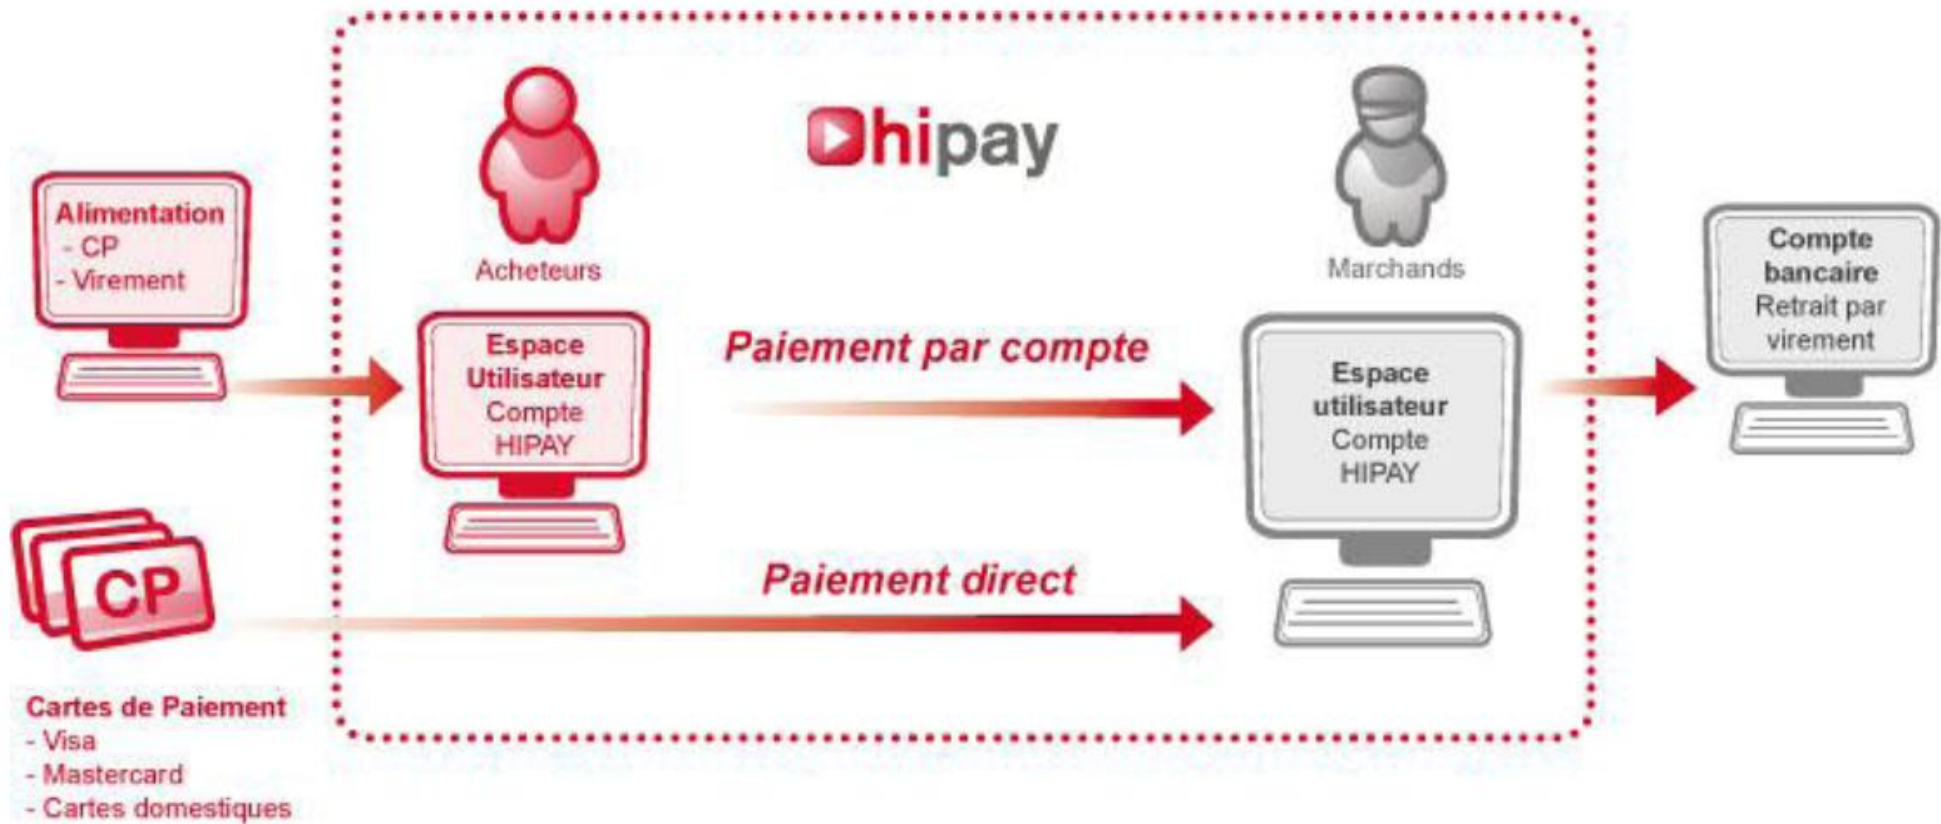 Alimentation
- CP
- Virement
Acheteurs
hipay
Marchands
Espace
Utilisateur
Compte
HIPAY
Paiement par compte
Espace
utilisateur
Compte
HIPAY
Compte
bancaire
Retrait par
virement
CP
Paiement direct
Cartes de Paiement
- Visa
- Mastercard
- Cartes domestiques